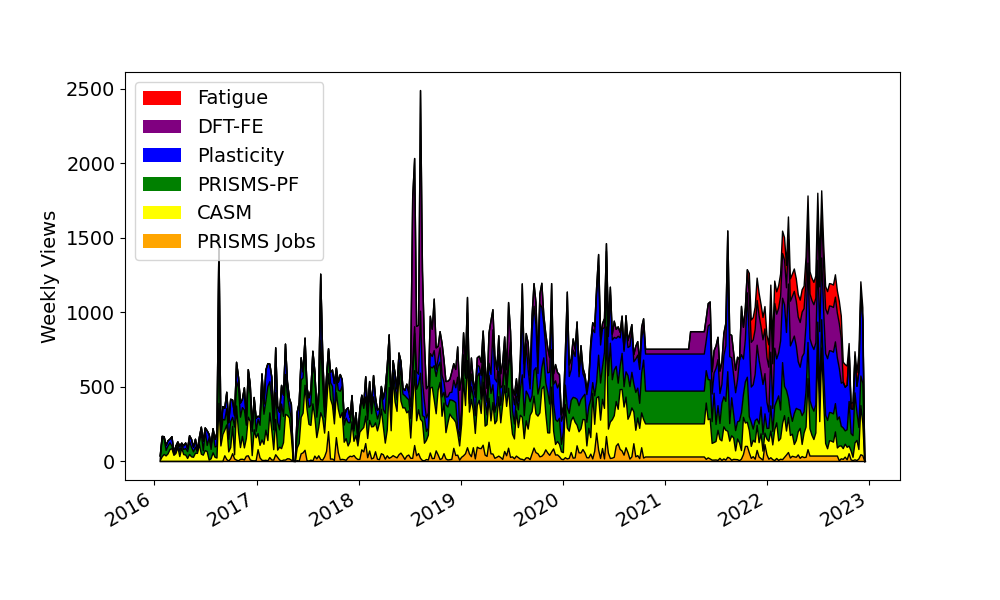 2500
2000
1500
1000
500
0
Weekly Views
Fatigue
DFT-FE
Plasticity
PRISMS-PF
CASM
PRISMS Jobs
2016
2017
2018
2019
2020
2021
2022
2023